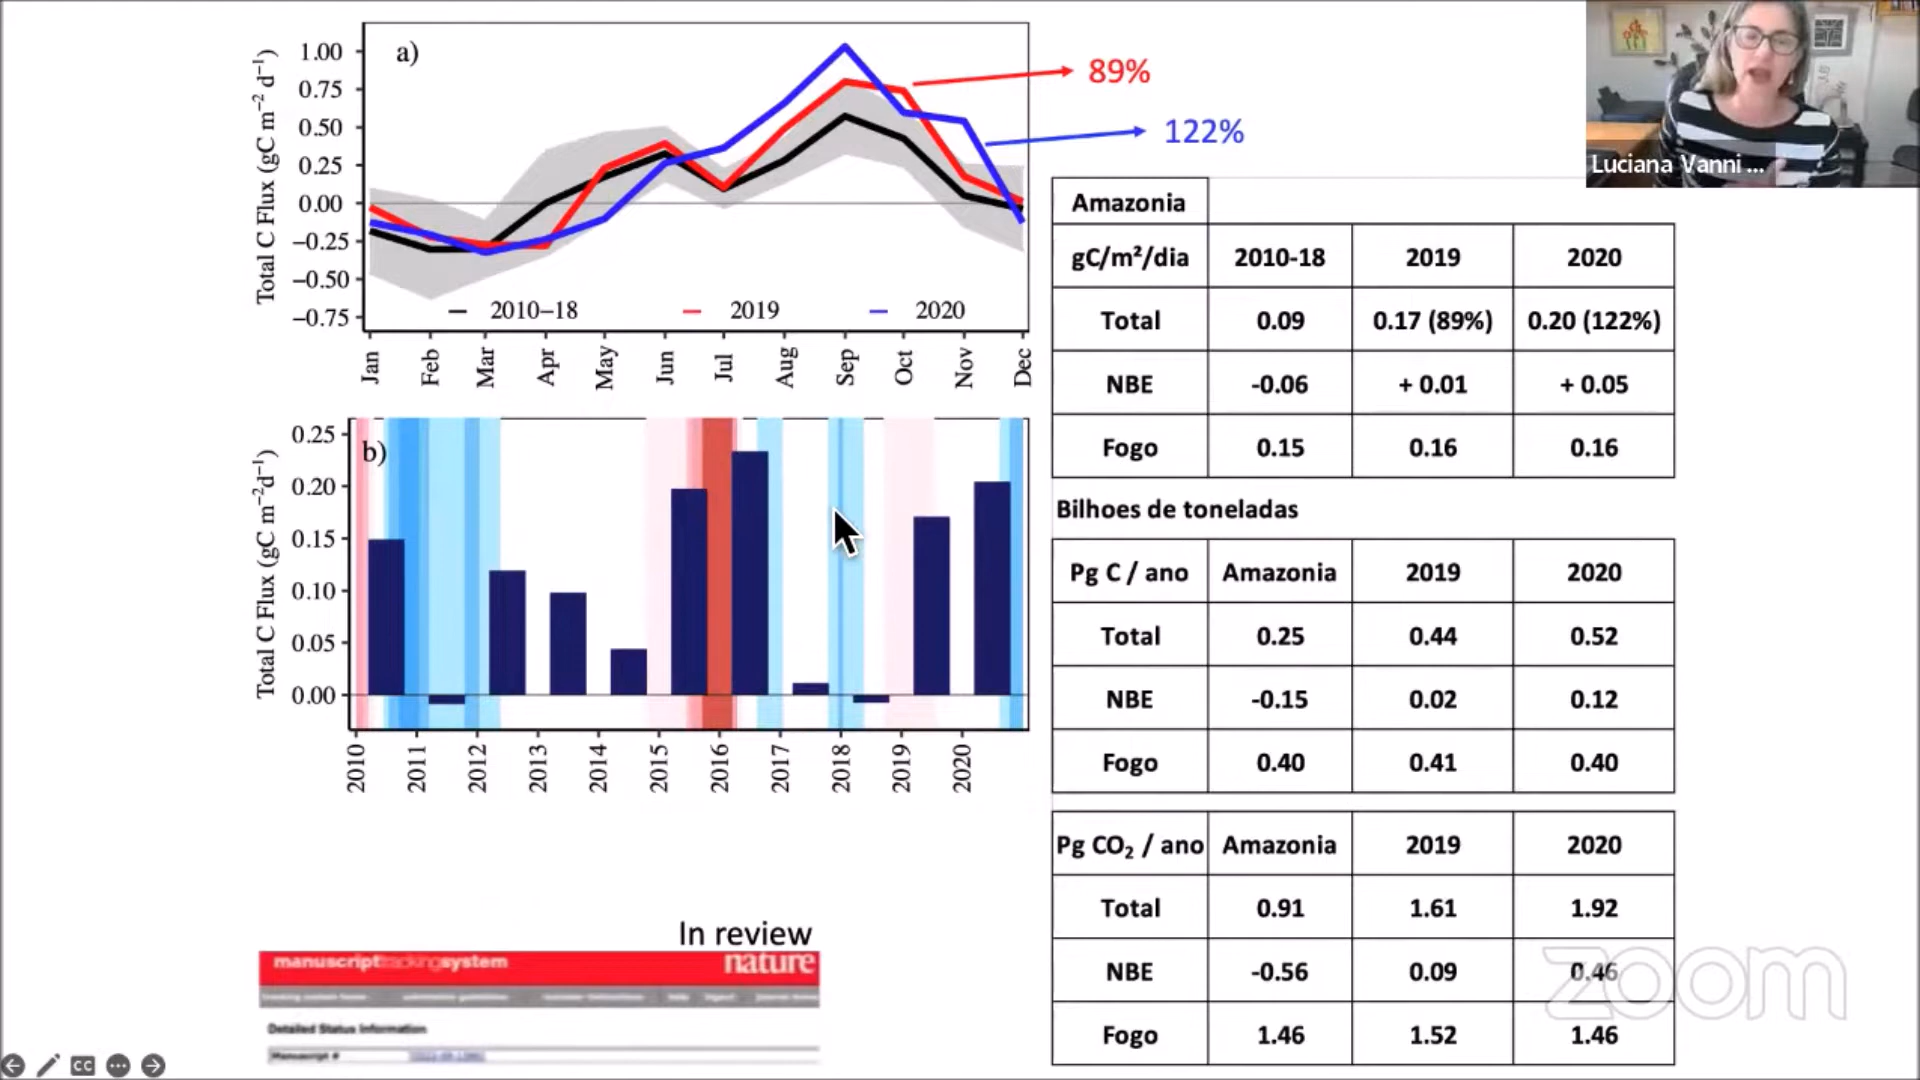 a)
1.00
0.75
0.50
0.25
0.00
−0.25
−0.50
−0.75
Total C Flux (gC m⁻² d⁻¹)
2010–18 2019 2020
Jan Feb Mar Apr May Jun Jul Aug Sep Oct Nov Dec
89%
122%
Luciana Vanni ...
b)
0.25
0.20
0.15
0.10
0.05
0.00
Total C Flux (gC m⁻²d⁻¹)
2010 2011 2012 2013 2014 2015 2016 2017 2018 2019 2020
Amazonia
gC/m²/dia 2010-18 2019 2020
Total 0.09 0.17 (89%) 0.20 (122%)
NBE -0.06 + 0.01 + 0.05
Fogo 0.15 0.16 0.16
Bilhoes de toneladas
Pg C / ano Amazonia 2019 2020
Total 0.25 0.44 0.52
NBE -0.15 0.02 0.12
Fogo 0.40 0.41 0.40
Pg CO₂ / ano Amazonia 2019 2020
Total 0.91 1.61 1.92
NBE -0.56 0.09 0.46
Fogo 1.46 1.52 1.46
In review
manuscripttrackingsystem nature
Detailed Status Information
Manuscript #
CC
zoom